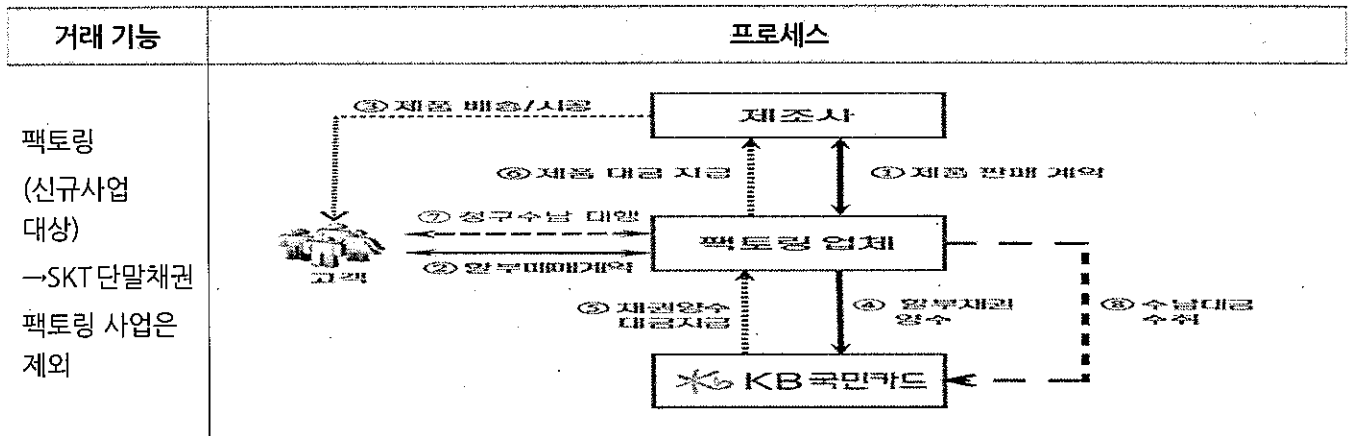 거래 기능
프로세스
팩토링
(신규사업
대상)
→SKT 단말채권
팩토링 사업은
제외
③ 제품 배송/시공
제조사
⑥ 제품 대금 지급
① 제품 판매 계약
⑦ 청구수납 대행
팩토링 업체
② 할부매매계약
고객
⑤ 채권양수
대금지급
④ 할부채권
양수
⑧ 수납대금
수취
KB국민카드